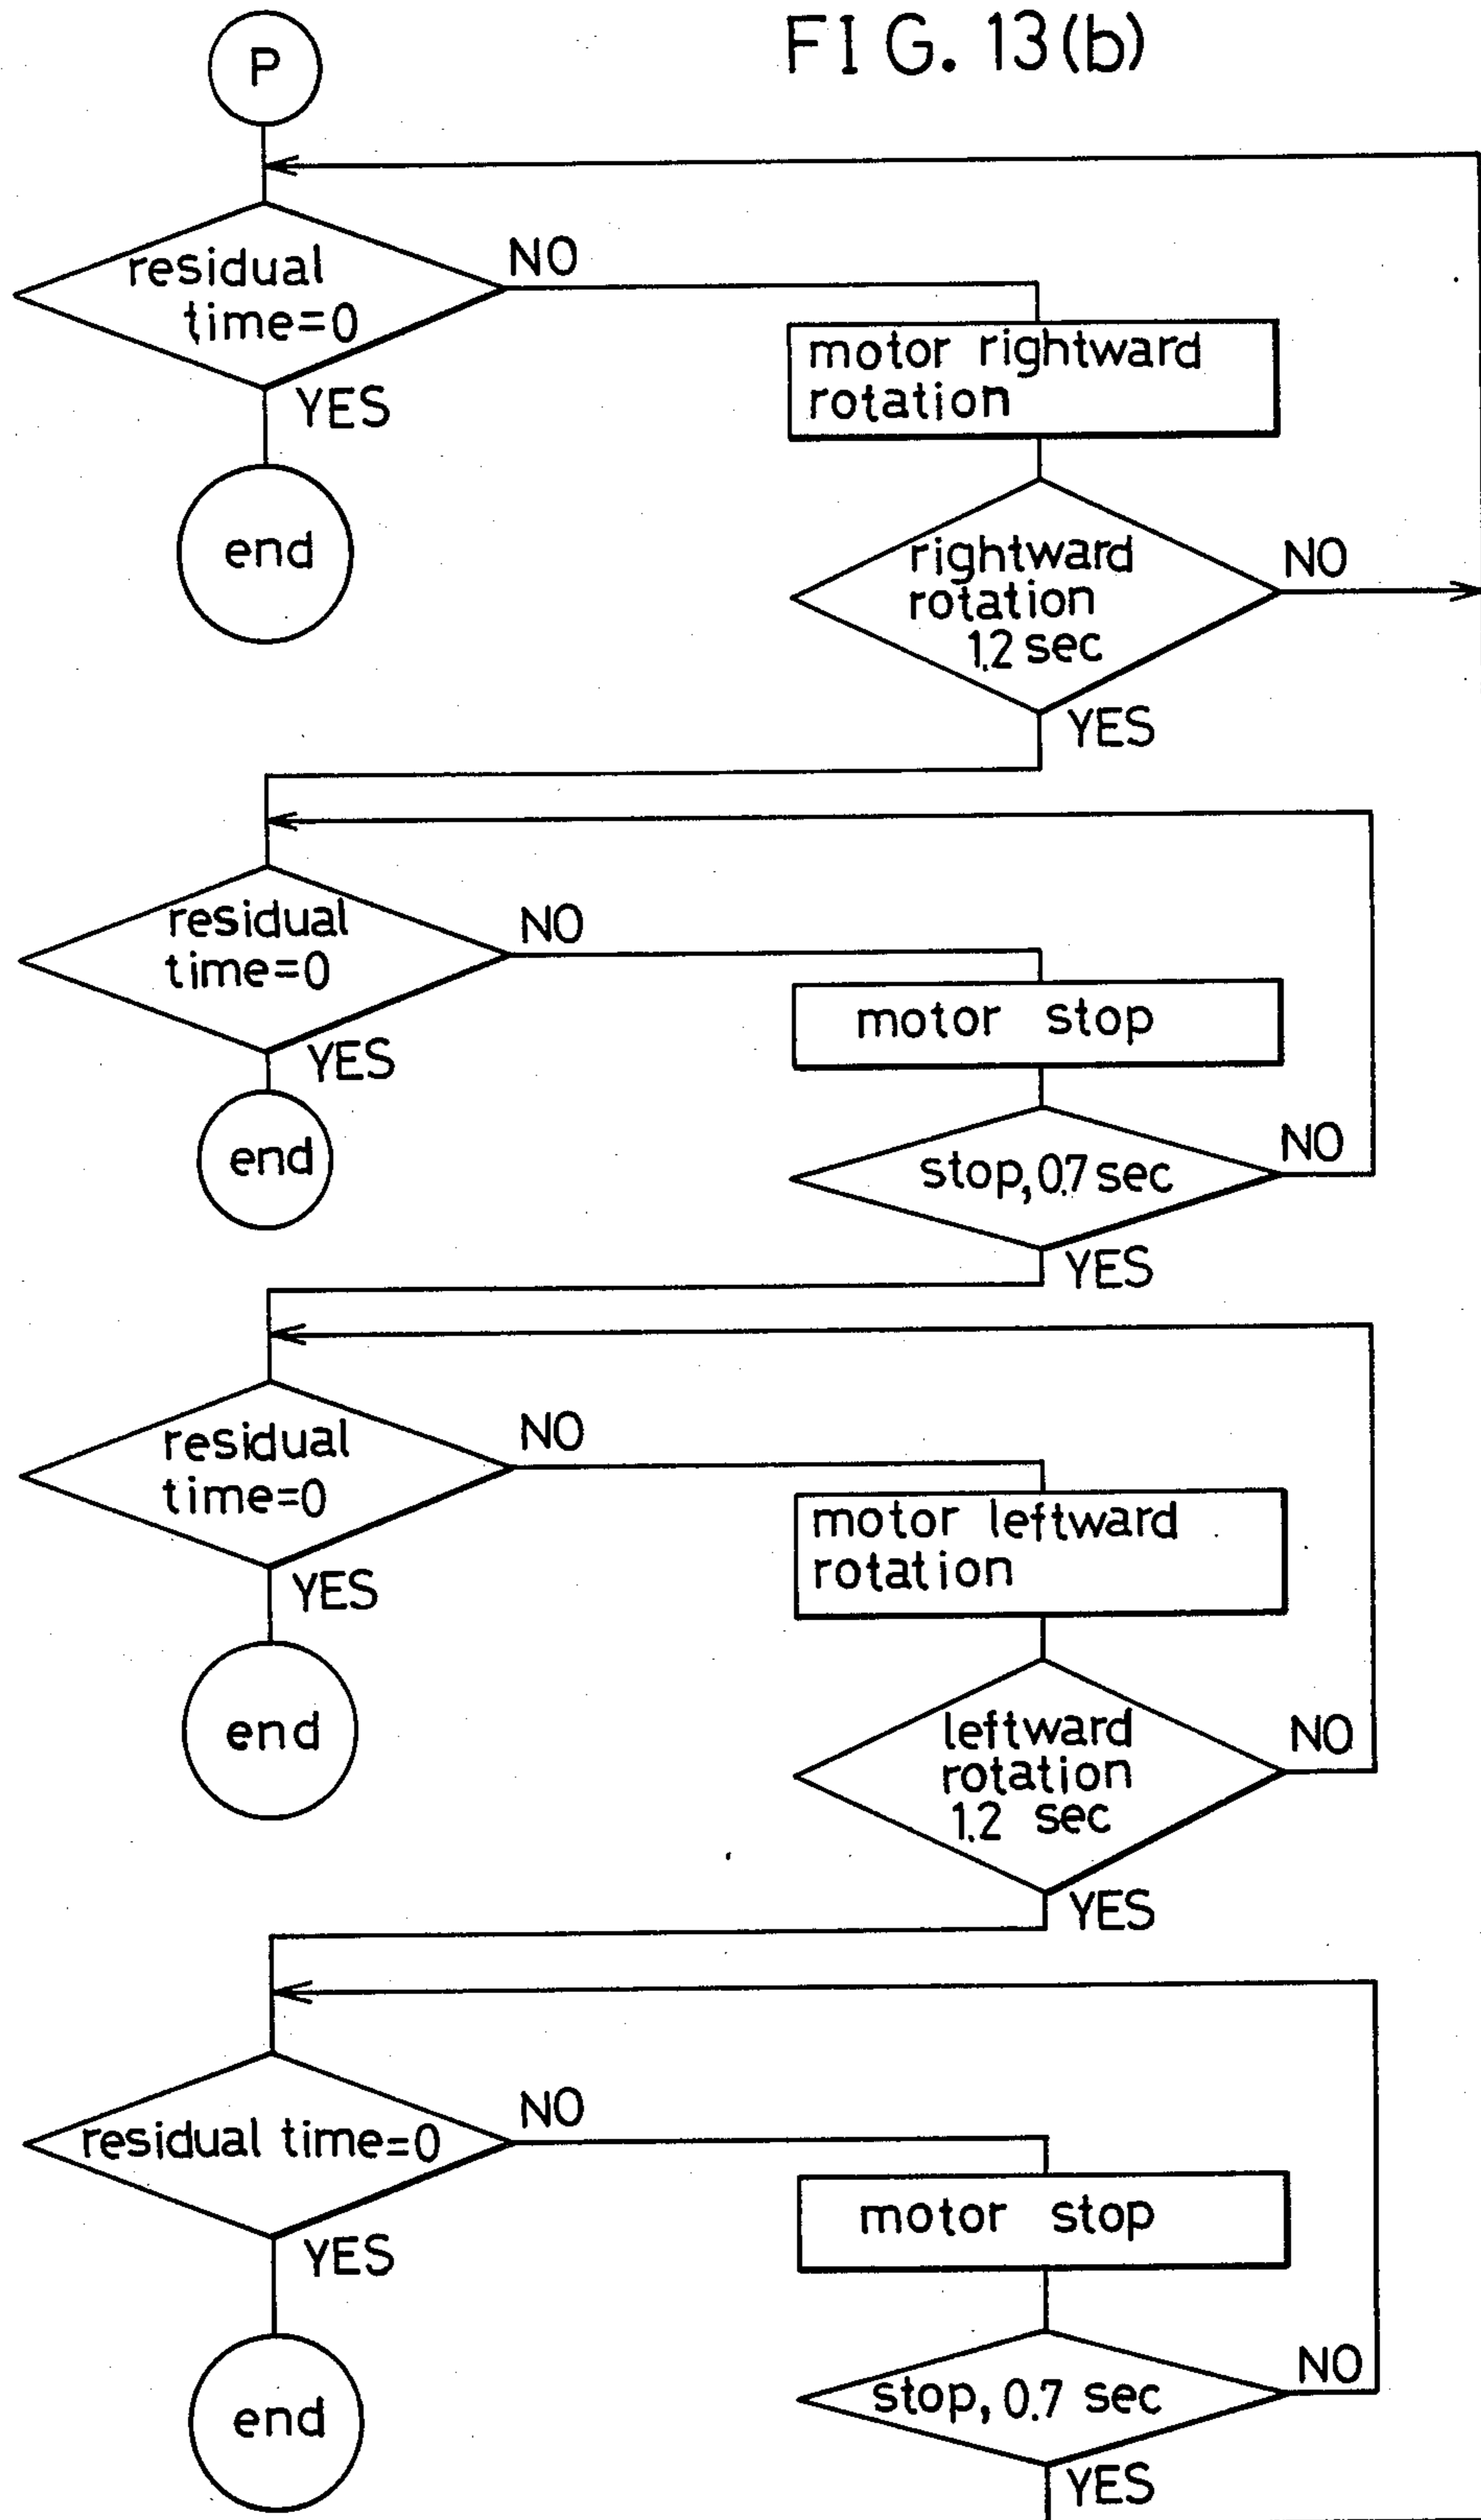 FIG. 13(b)
P
residual
time=0
NO
YES
end
motor rightward
rotation
rightward
rotation
1.2 sec
NO
YES
residual
time=0
NO
YES
end
motor stop
stop, 0.7 sec
NO
YES
residual
time=0
NO
YES
end
motor leftward
rotation
leftward
rotation
1.2 sec
NO
YES
residual time=0
NO
YES
end
motor stop
stop, 0.7 sec
NO
YES